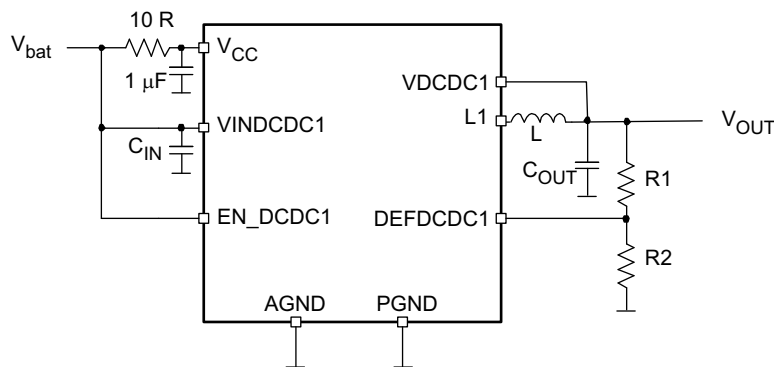 10 R
V_bat
V_CC
1 μF
VDCDC1
L1
L
V_OUT
VINDCDC1
C_IN
C_OUT
R1
EN_DCDC1
DEFDCDC1
R2
AGND
PGND